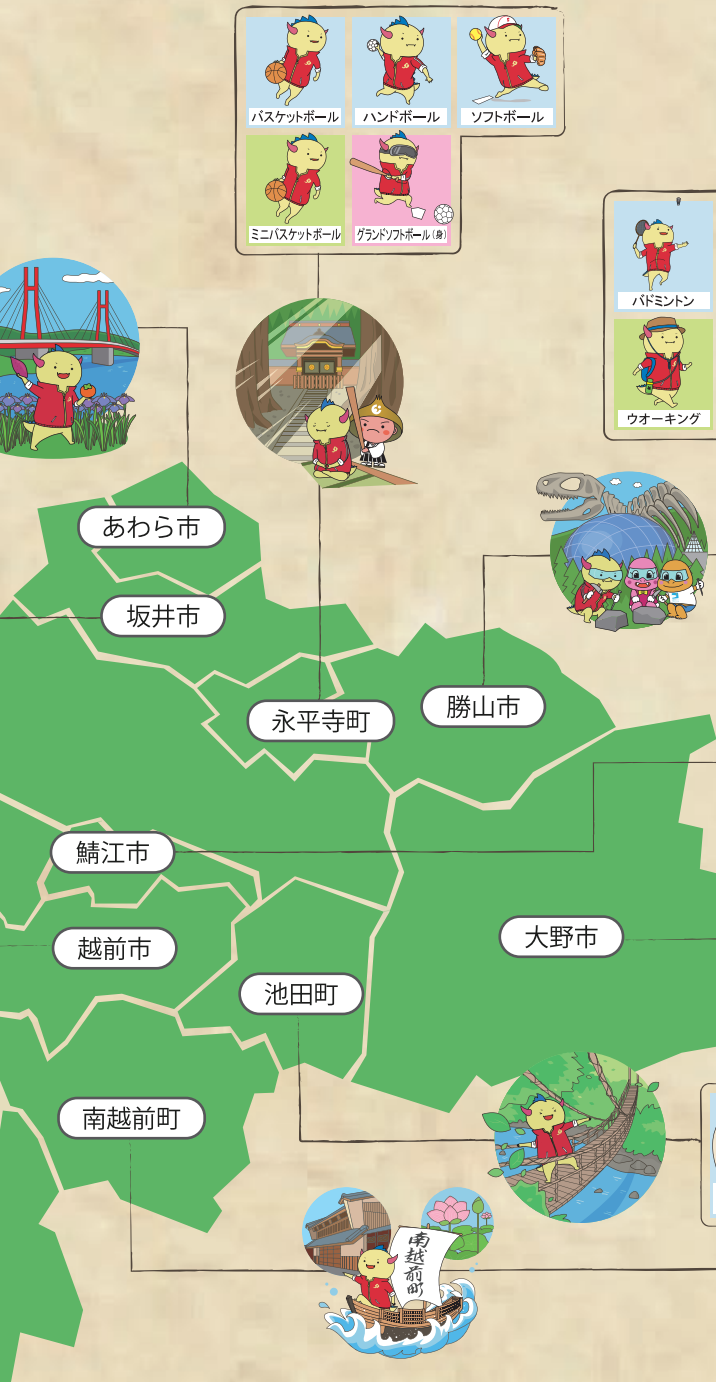 バスケットボール
ハンドボール
ソフトボール
ミニバスケットボール
グランドソフトボール(身)
バドミントン
ウオーキング
あわら市
坂井市
永平寺町
勝山市
鯖江市
越前市
大野市
池田町
南越前町
南越前町